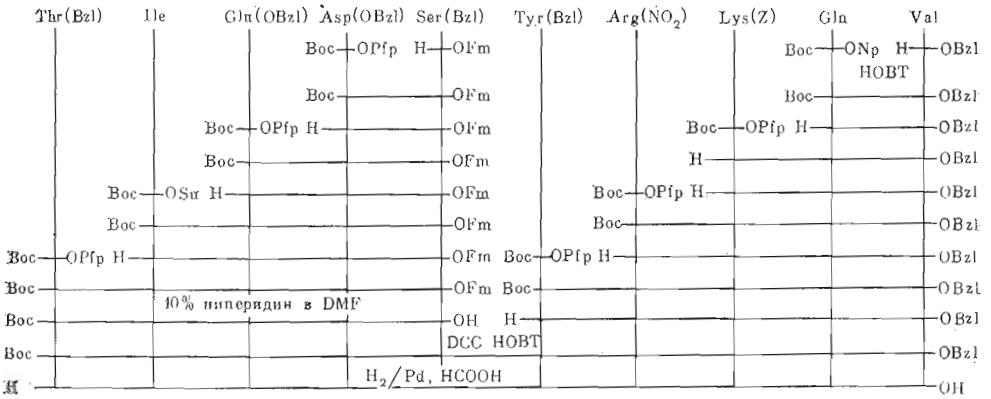 Thr(Bzl) Ile Gln(OBzl) Asp(OBzl) Ser(Bzl) Tyr(Bzl) Arg(NO₂) Lys(Z) Gln Val
Boc OPfp H OFm Boc ONp H OBzl
HOBT
Boc OFm Boc OBzl
Boc OPfp H OFm Boc OPfp H OBzl
Boc OFm H OBzl
Boc OSu H OFm Boc OPfp H OBzl
Boc OFm Boc OBzl
Boc OPfp H OFm Boc OPfp H OBzl
Boc OFm Boc OBzl
10% пиперидин в DMF
Boc OH H OBzl
DCC HOBT
Boc OBzl
H₂/Pd, HCOOH
H OH